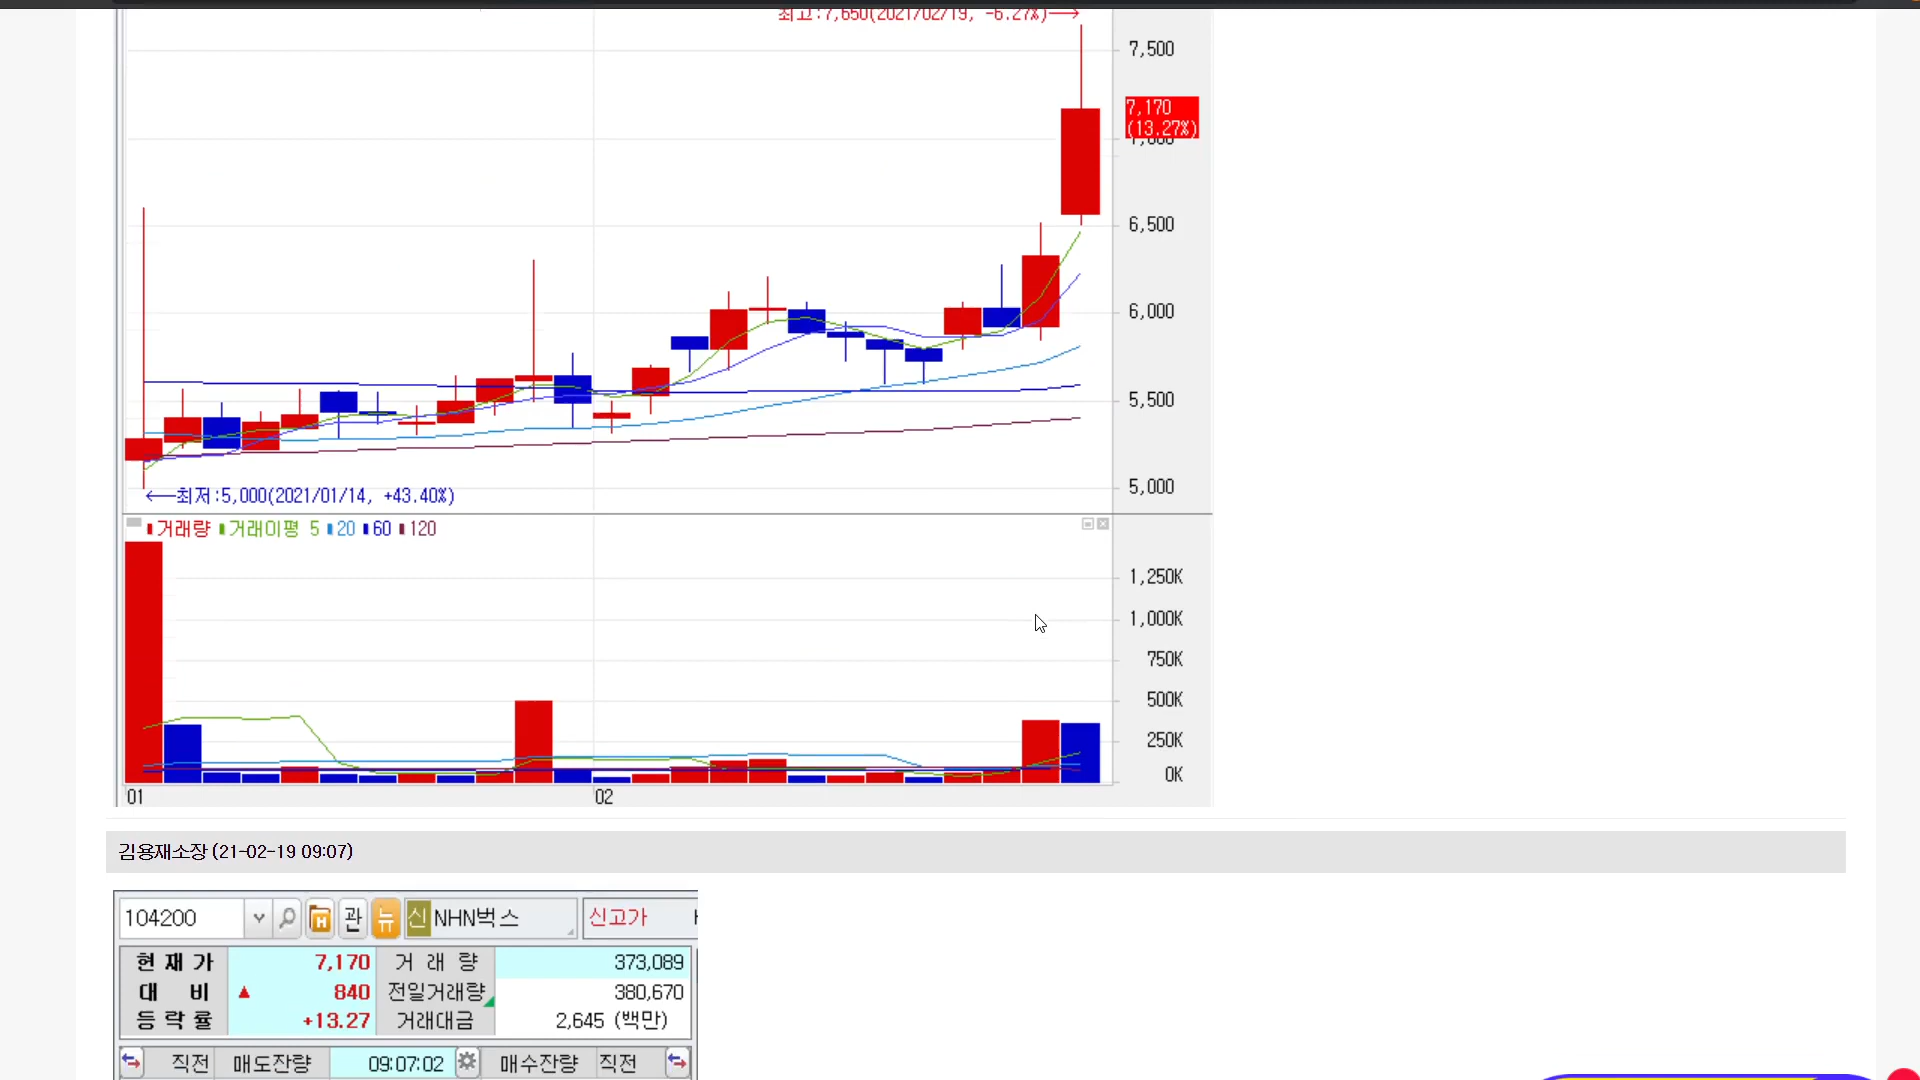 최고:7,650(2021/02/19, -6.27%)→
7,500
7,170
(13.27%)
7,000
6,500
6,000
5,500
5,000
←최저:5,000(2021/01/14, +43.40%)
거래량 거래이평 5 20 60 120
1,250K
1,000K
750K
500K
250K
0K
01 02
김용재소장 (21-02-19 09:07)
104200 관 뉴 신 NHN벅스 신고가
현재가 7,170 거래량 373,089
대비 ▲ 840 전일거래량 380,670
등락률 +13.27 거래대금 2,645 (백만)
직전 매도잔량 09:07:02 매수잔량 직전